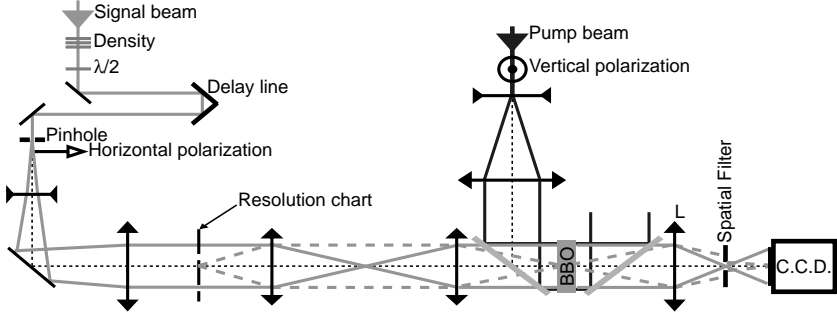 Signal beam
Density
λ/2
Delay line
Pinhole
Horizontal polarization
Resolution chart
Pump beam
Vertical polarization
BBO
L
Spatial Filter
C.C.D.